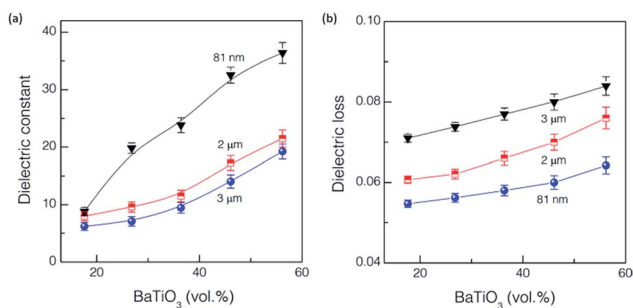 (a)
Dielectric constant
40
30
20
10
0
81 nm
2 μm
3 μm
20
40
60
BaTiO₃ (vol.%)
(b)
Dielectric loss
0.10
0.08
0.06
0.04
3 μm
2 μm
81 nm
20
40
60
BaTiO₃ (vol.%)